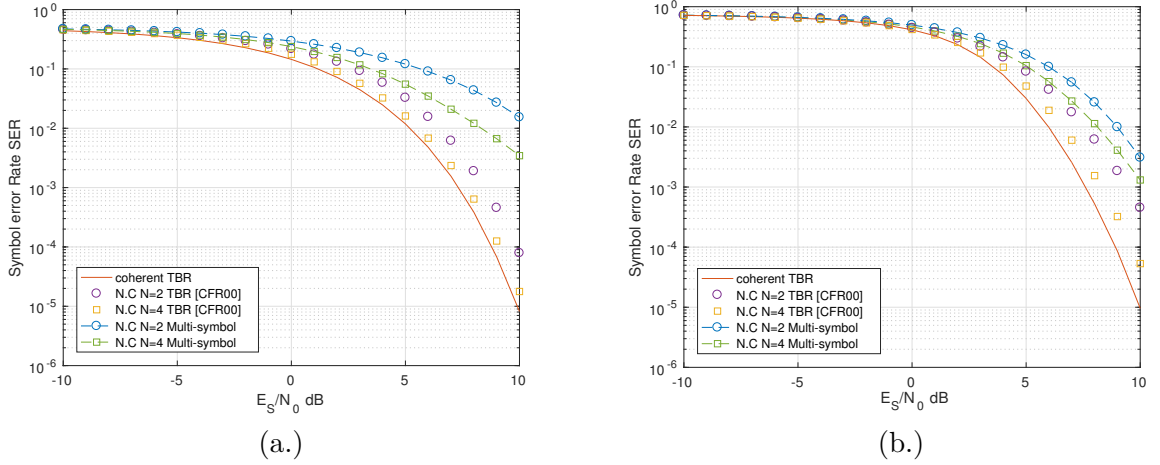 Symbol error Rate SER
10^0
10^-1
10^-2
10^-3
10^-4
10^-5
10^-6
coherent TBR
N.C N=2 TBR [CFR00]
N.C N=4 TBR [CFR00]
N.C N=2 Multi-symbol
N.C N=4 Multi-symbol
-10 -5 0 5 10
E_S/N_0 dB
(a.)
Symbol error Rate SER
10^0
10^-1
10^-2
10^-3
10^-4
10^-5
10^-6
coherent TBR
N.C N=2 TBR [CFR00]
N.C N=4 TBR [CFR00]
N.C N=2 Multi-symbol
N.C N=4 Multi-symbol
-10 -5 0 5 10
E_S/N_0 dB
(b.)